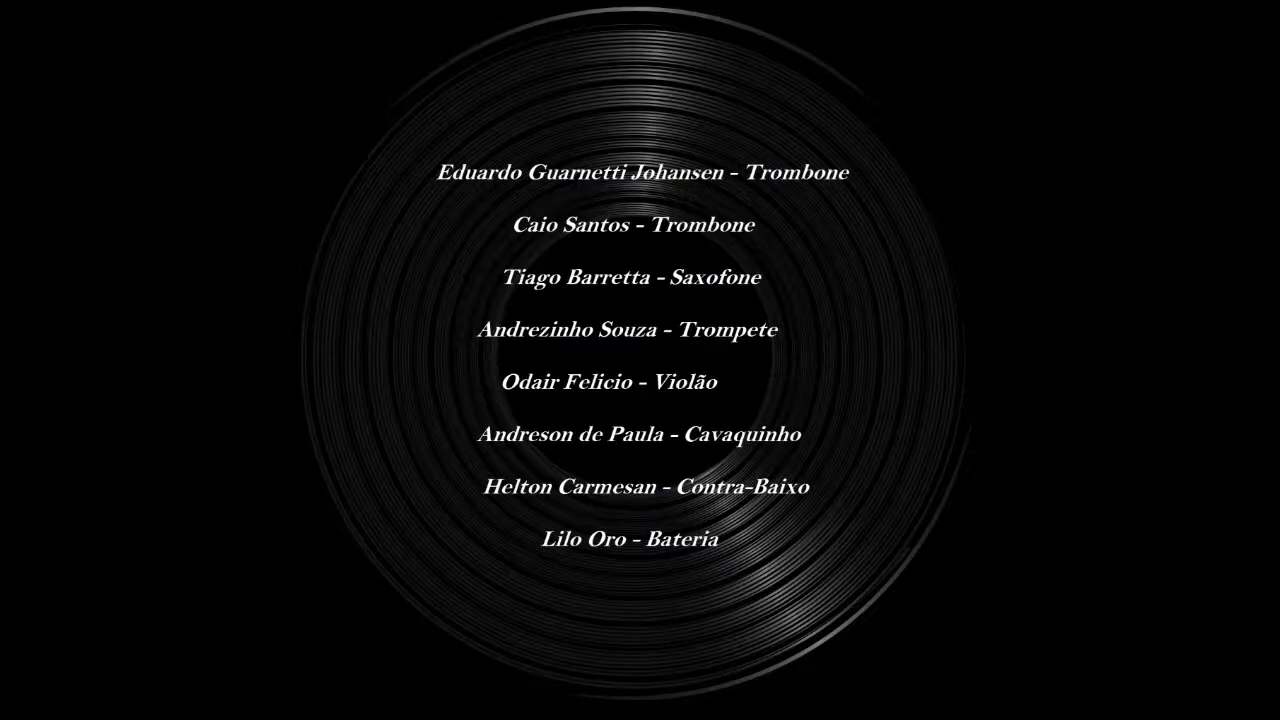 Eduardo Guarnetti Johansen - Trombone
Caio Santos - Trombone
Tiago Barretta - Saxofone
Andrezinho Souza - Trompete
Odair Felicio - Violão
Andreson de Paula - Cavaquinho
Helton Carmesan - Contra-Baixo
Lilo Oro - Bateria